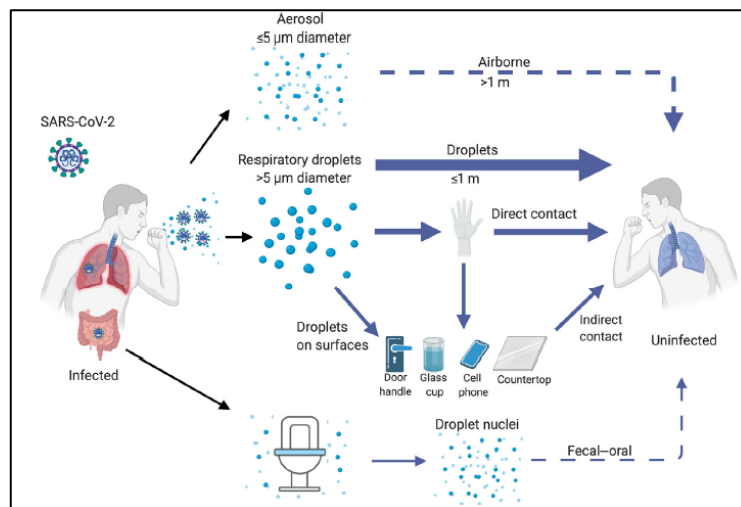 Aerosol
≤5 µm diameter
Airborne
>1 m
SARS-CoV-2
Respiratory droplets
>5 µm diameter
Droplets
≤1 m
Direct contact
Droplets
on surfaces
Indirect
contact
Door
handle
Glass
cup
Cell
phone
Countertop
Infected
Uninfected
Droplet nuclei
Fecal–oral